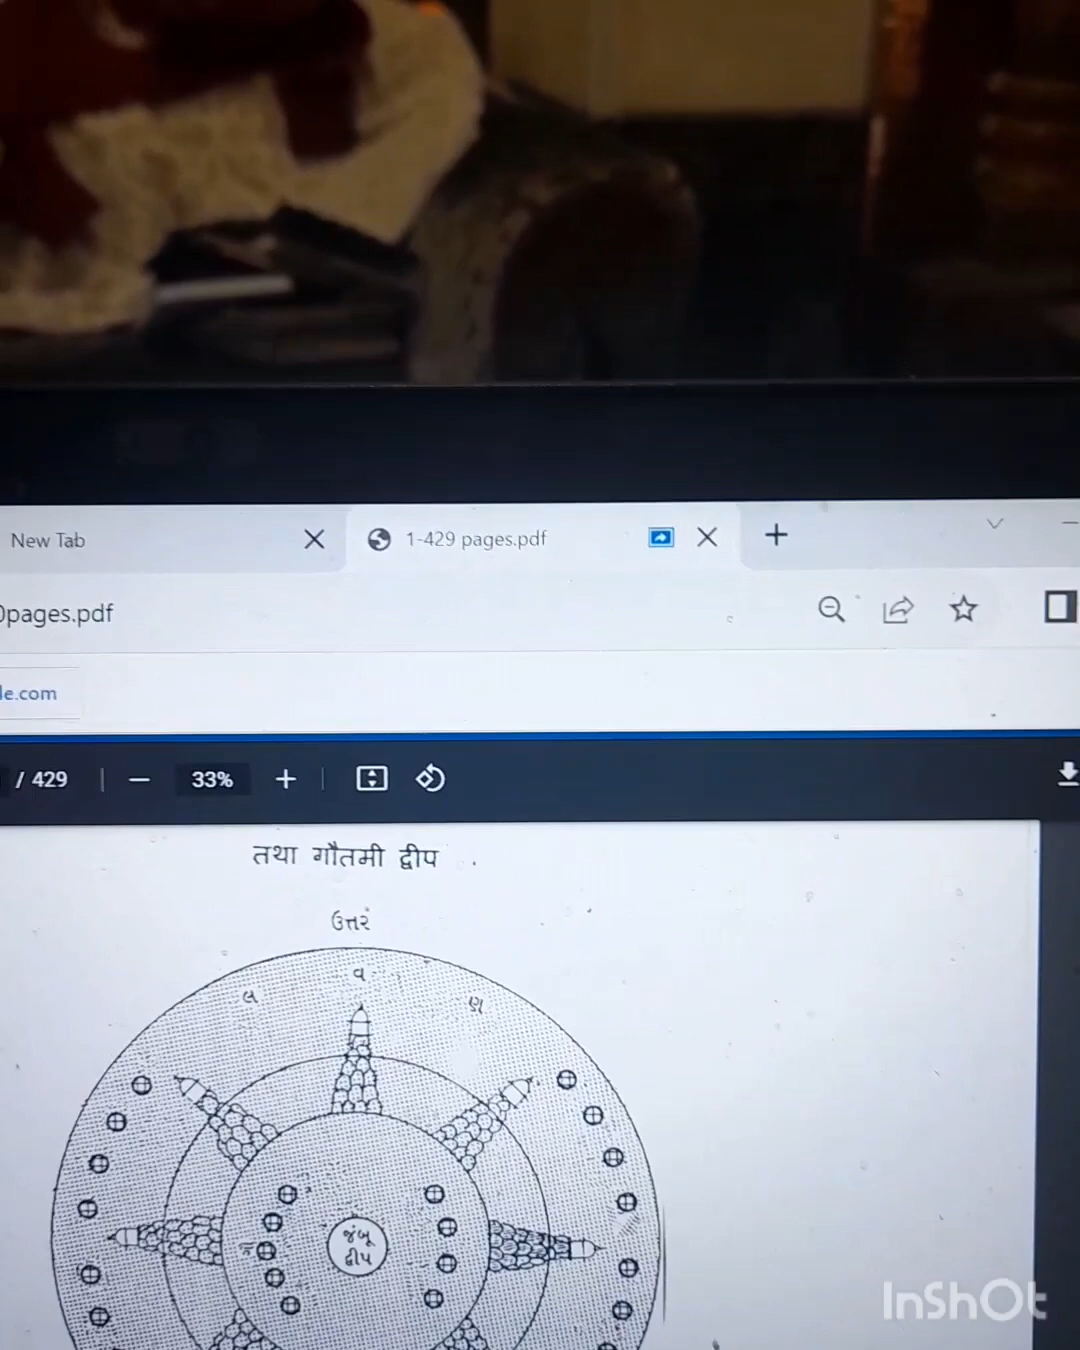 New Tab
1-429 pages.pdf
pages.pdf
le.com
/ 429
33%
तथा गौतमी द्वीप
ઉત્તરં
લ
વ
ણ
જંબૂ
દ્વીપ
InShOt